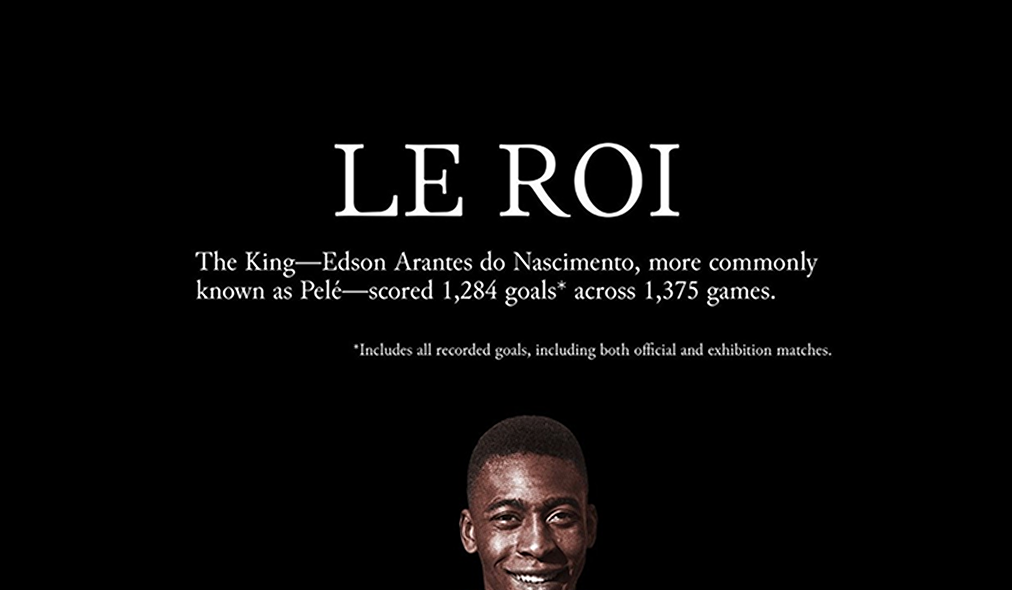 LE ROI
The King—Edson Arantes do Nascimento, more commonly
known as Pelé—scored 1,284 goals* across 1,375 games.
*Includes all recorded goals, including both official and exhibition matches.